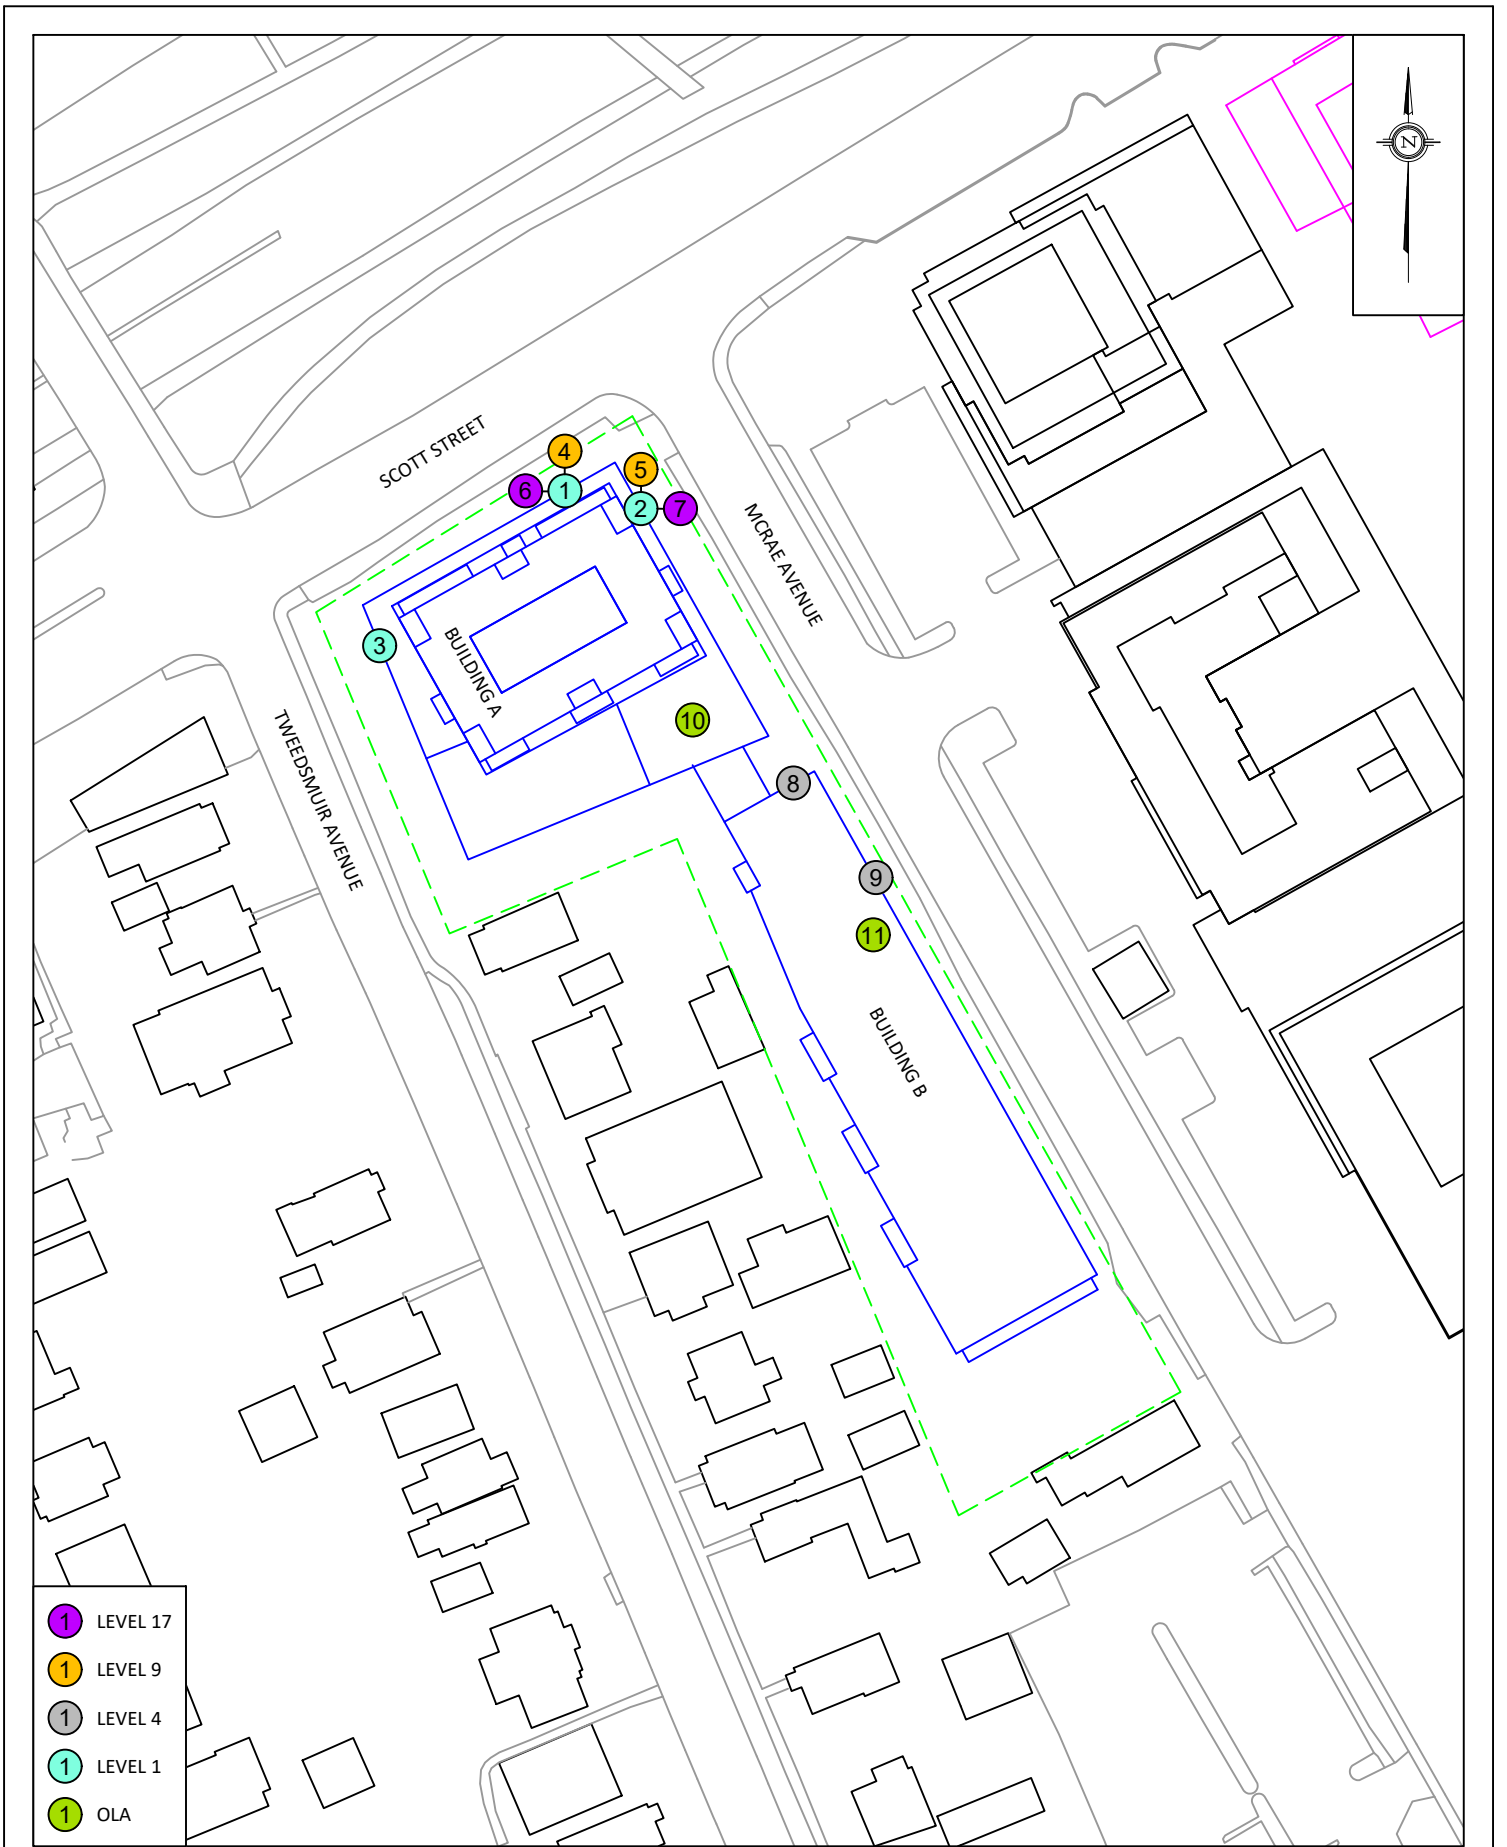 N
SCOTT STREET
4
5
6
1
2
7
MCRAE AVENUE
3
BUILDING A
10
TWEEDSMUIR AVENUE
8
9
11
BUILDING B
1 LEVEL 17
1 LEVEL 9
1 LEVEL 4
1 LEVEL 1
1 OLA